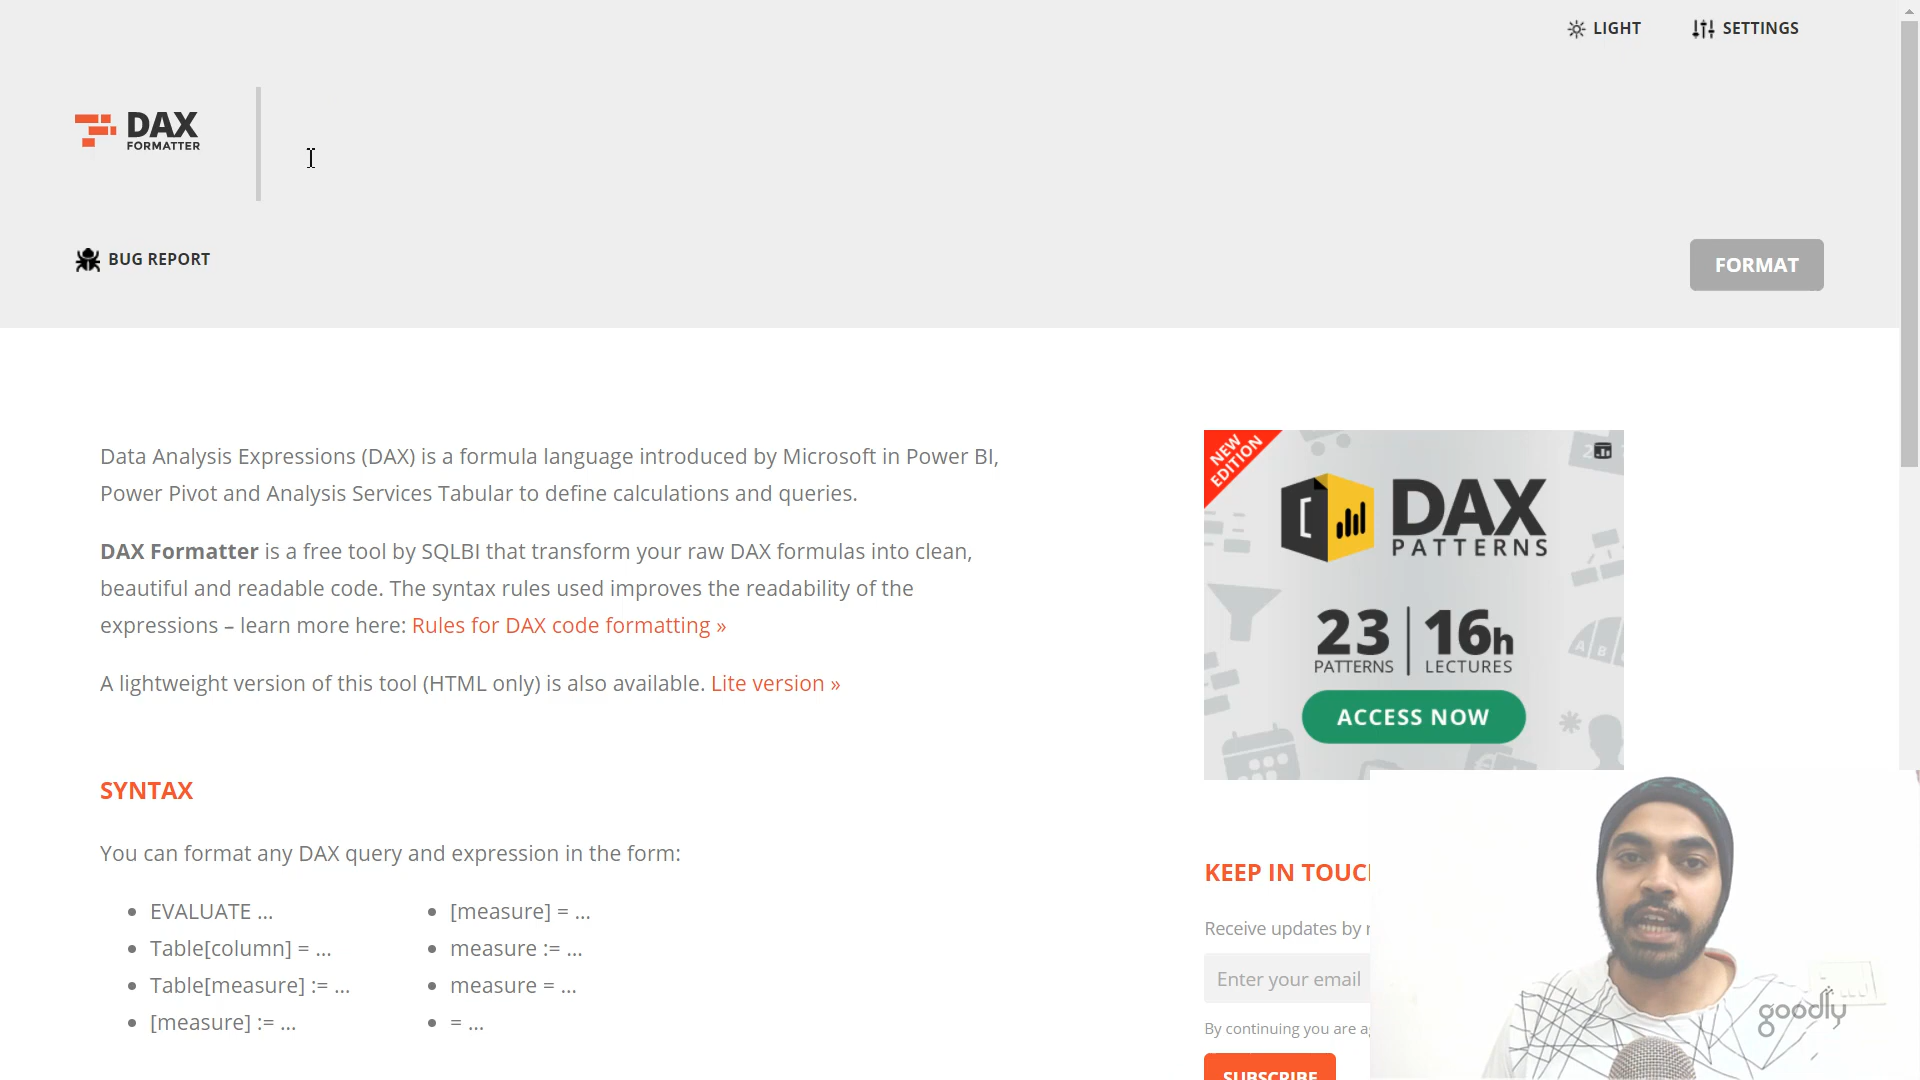 LIGHT
SETTINGS
DAX
FORMATTER
BUG REPORT
FORMAT
Data Analysis Expressions (DAX) is a formula language introduced by Microsoft in Power BI,
Power Pivot and Analysis Services Tabular to define calculations and queries.
DAX Formatter is a free tool by SQLBI that transform your raw DAX formulas into clean,
beautiful and readable code. The syntax rules used improves the readability of the
expressions – learn more here: Rules for DAX code formatting »
A lightweight version of this tool (HTML only) is also available. Lite version »
SYNTAX
You can format any DAX query and expression in the form:
EVALUATE ...
Table[column] = ...
Table[measure] := ...
[measure] := ...
[measure] = ...
measure := ...
measure = ...
= ...
NEW
EDITION
DAX
PATTERNS
23
PATTERNS
16h
LECTURES
ACCESS NOW
KEEP IN TOUC
Receive updates by
Enter your email
By continuing you are
SUBSCRIBE
goodly